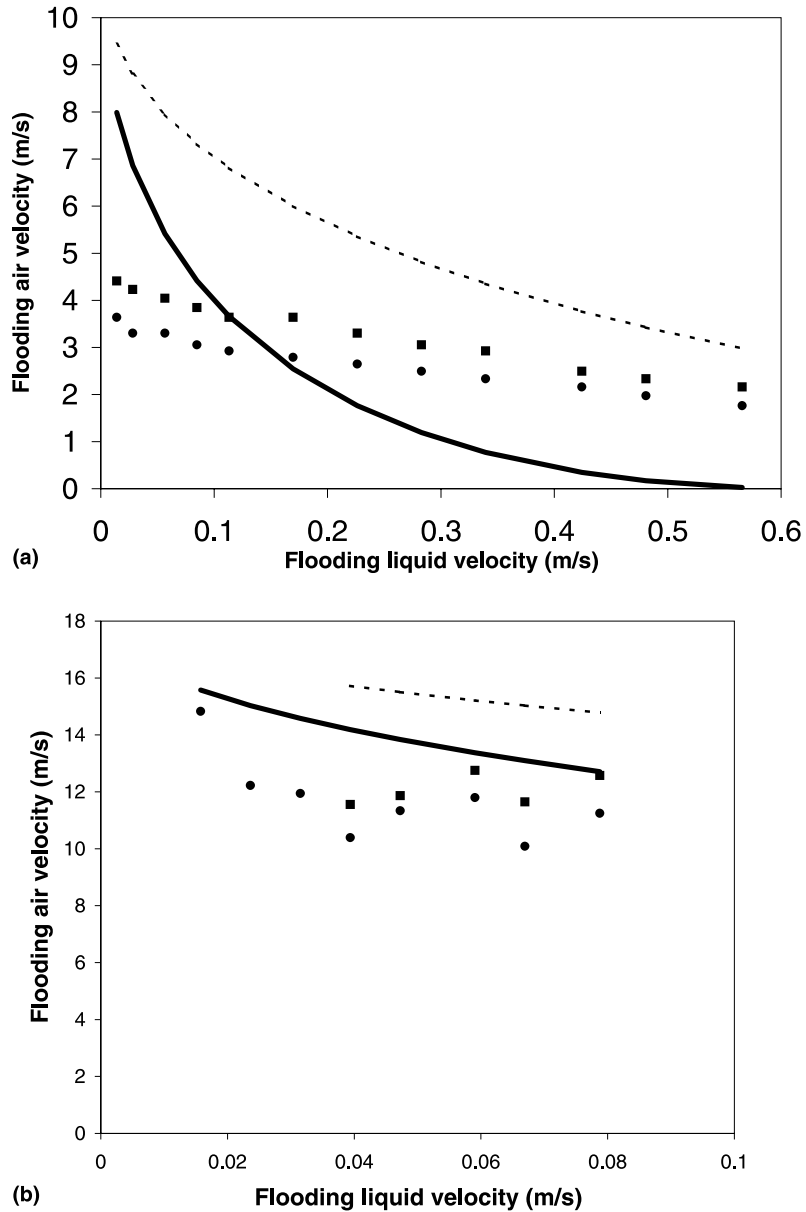 10
9
8
7
6
5
4
3
2
1
0
Flooding air velocity (m/s)
0 0.1 0.2 0.3 0.4 0.5 0.6
(a)
Flooding liquid velocity (m/s)
18
16
14
12
10
8
6
4
2
0
Flooding air velocity (m/s)
0 0.02 0.04 0.06 0.08 0.1
(b)
Flooding liquid velocity (m/s)